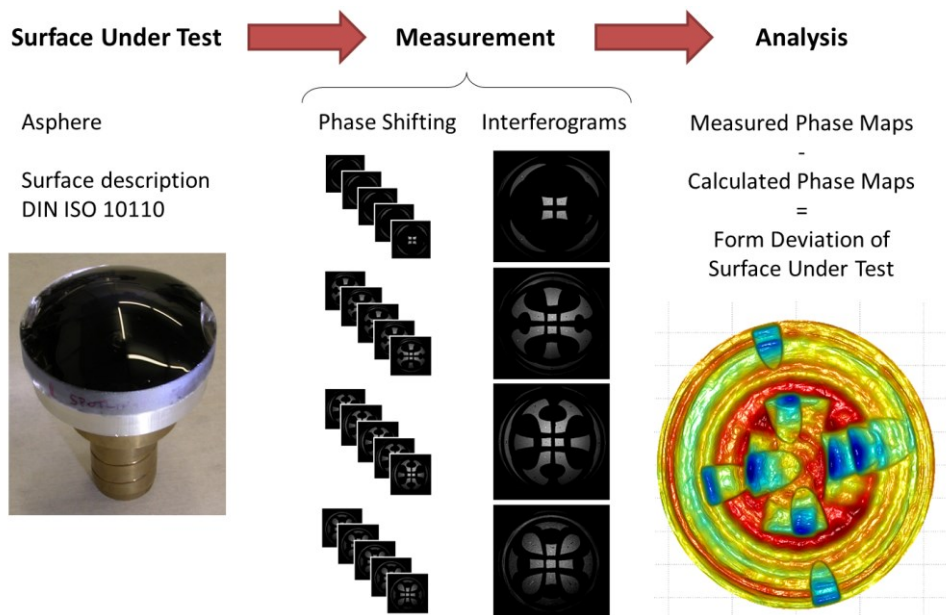 Surface Under Test
Measurement
Analysis
Asphere
Surface description
DIN ISO 10110
Phase Shifting
Interferograms
Measured Phase Maps
-
Calculated Phase Maps
=
Form Deviation of
Surface Under Test